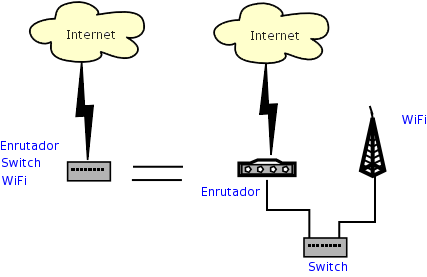 Internet
Internet
WiFi
Enrutador
Switch
WiFi
Enrutador
Switch